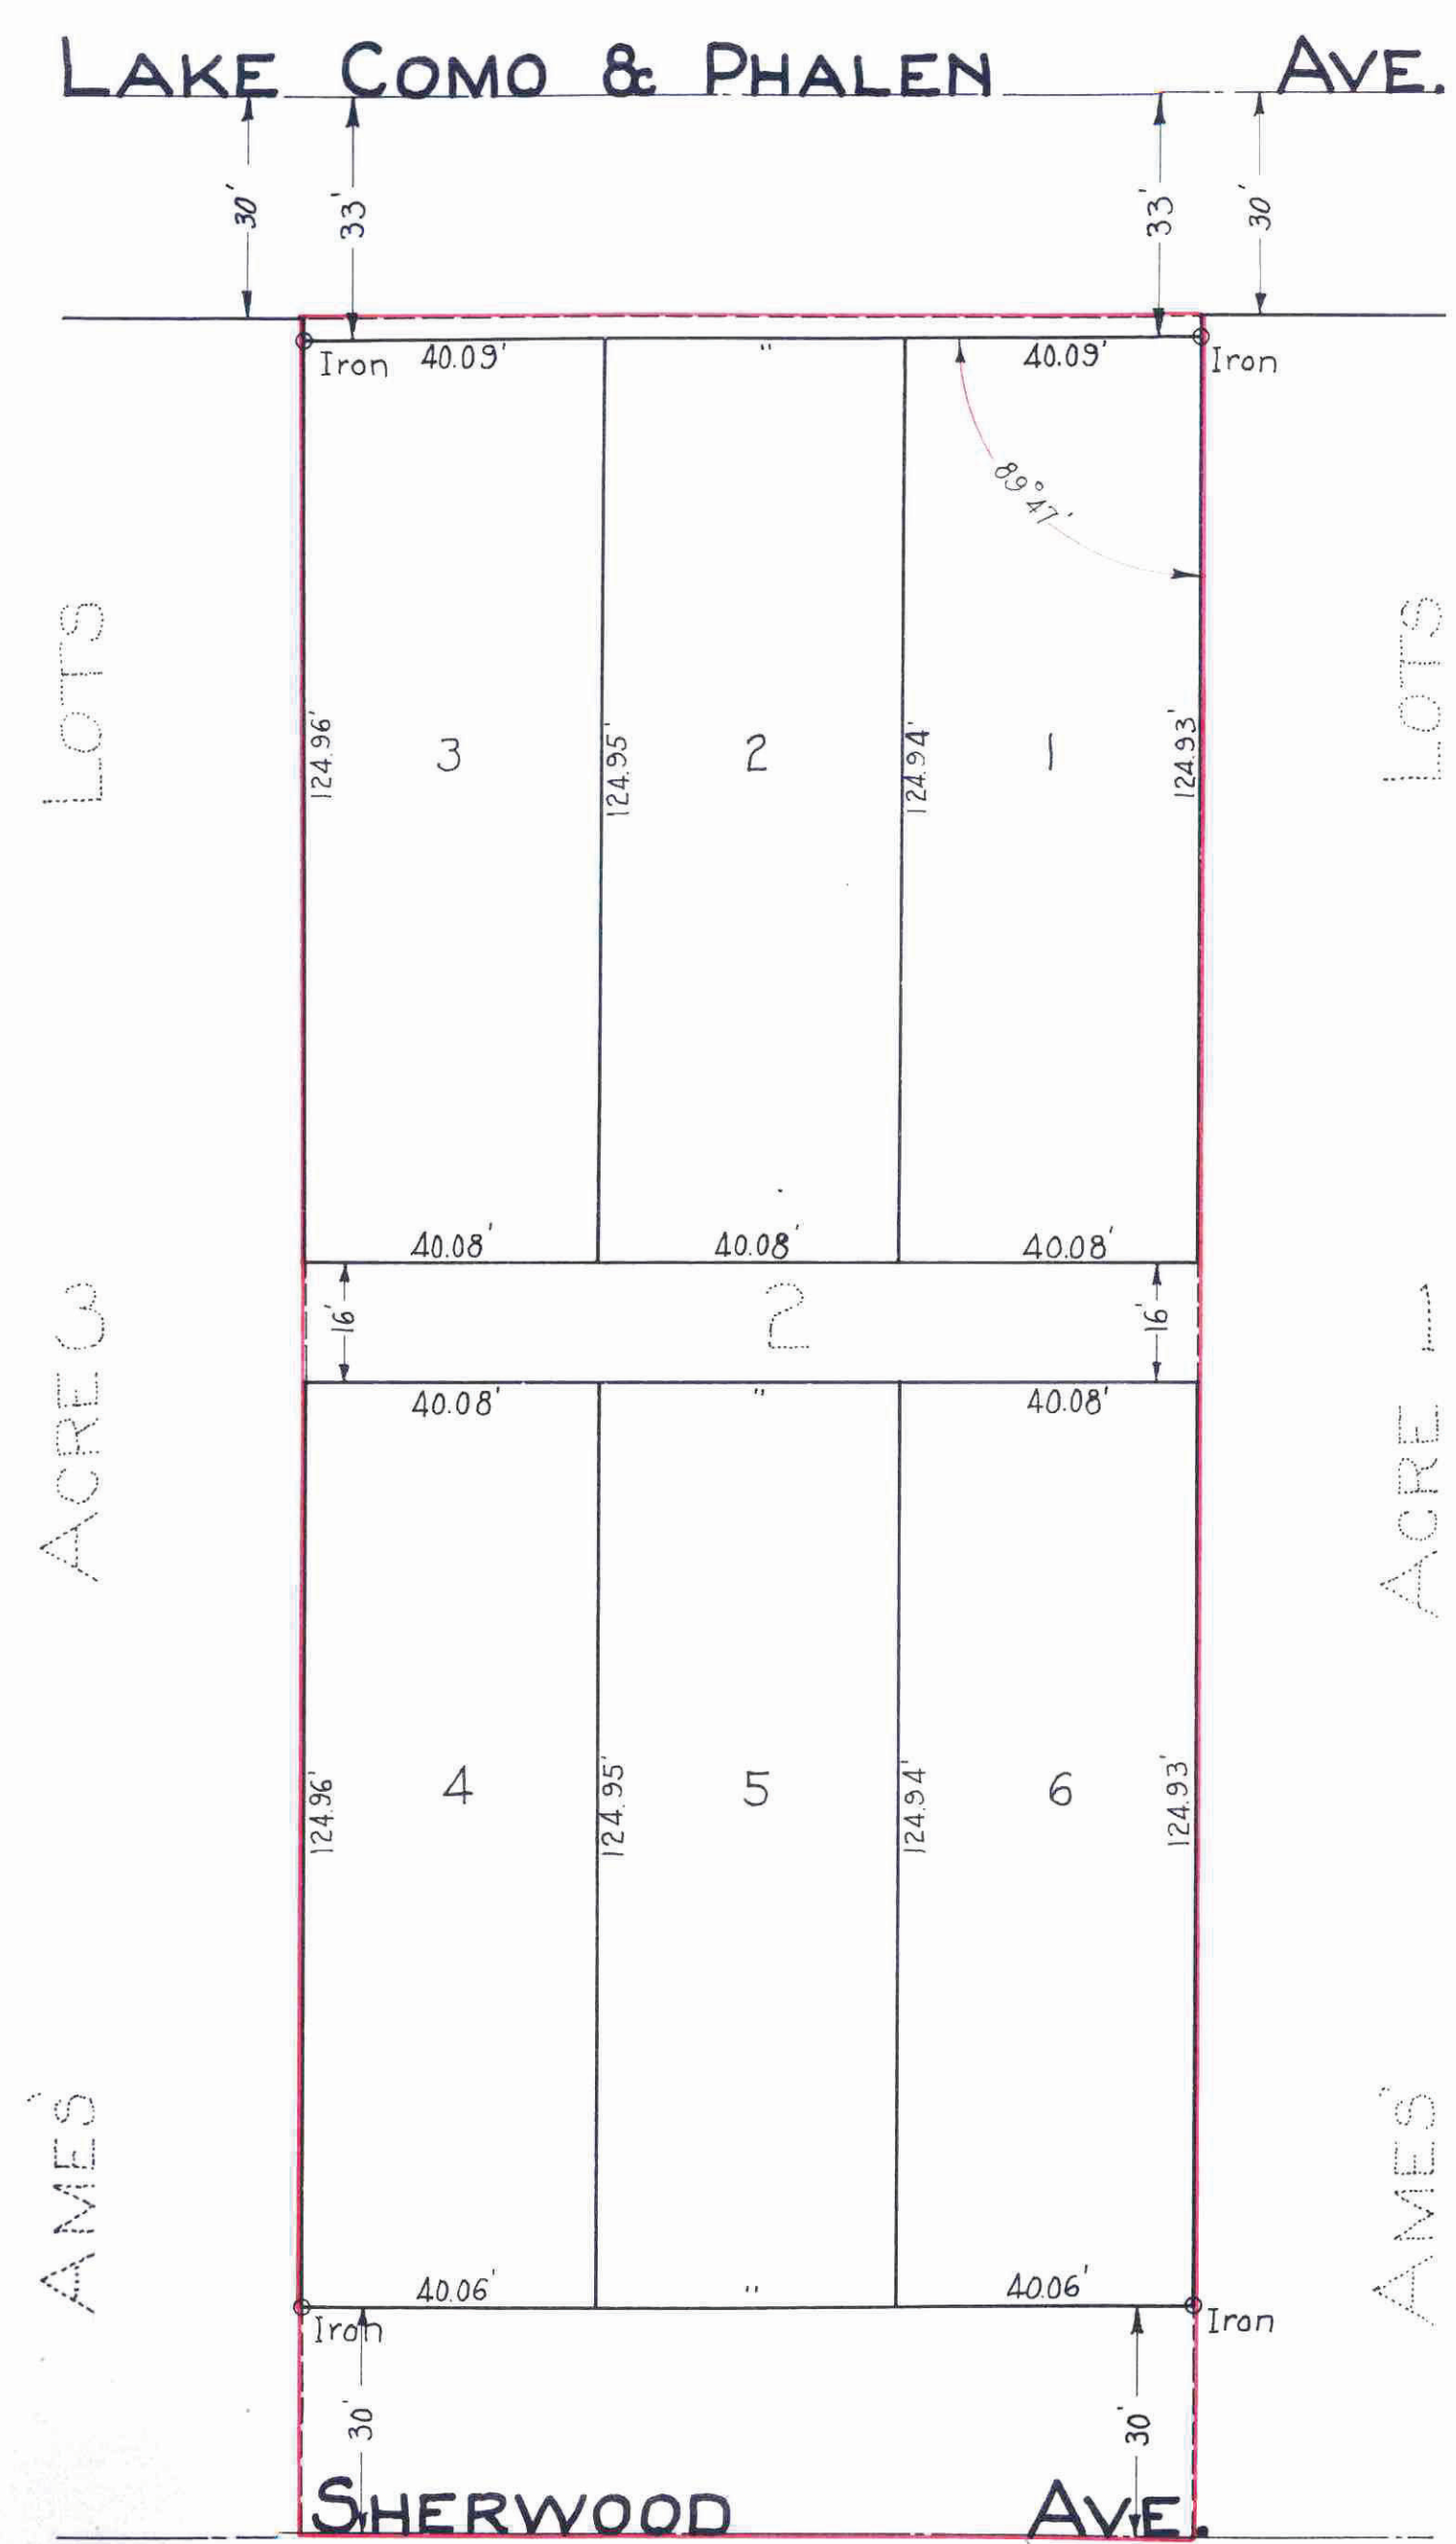 LAKE COMO & PHALEN AVE.
30' 33' 33' 30'
Iron 40.09' " 40.09' Iron
89°47'
LOTS LOTS
124.96' 3 124.95' 2 124.94' 1 124.93'
40.08' 40.08' 40.08'
16' 2 16'
ACRE 3 ACRE 1
40.08' " 40.08'
124.96' 4 124.95' 5 124.94' 6 124.93'
AMES' AMES'
40.06' " 40.06'
Iron Iron
30' 30'
SHERWOOD AVE.